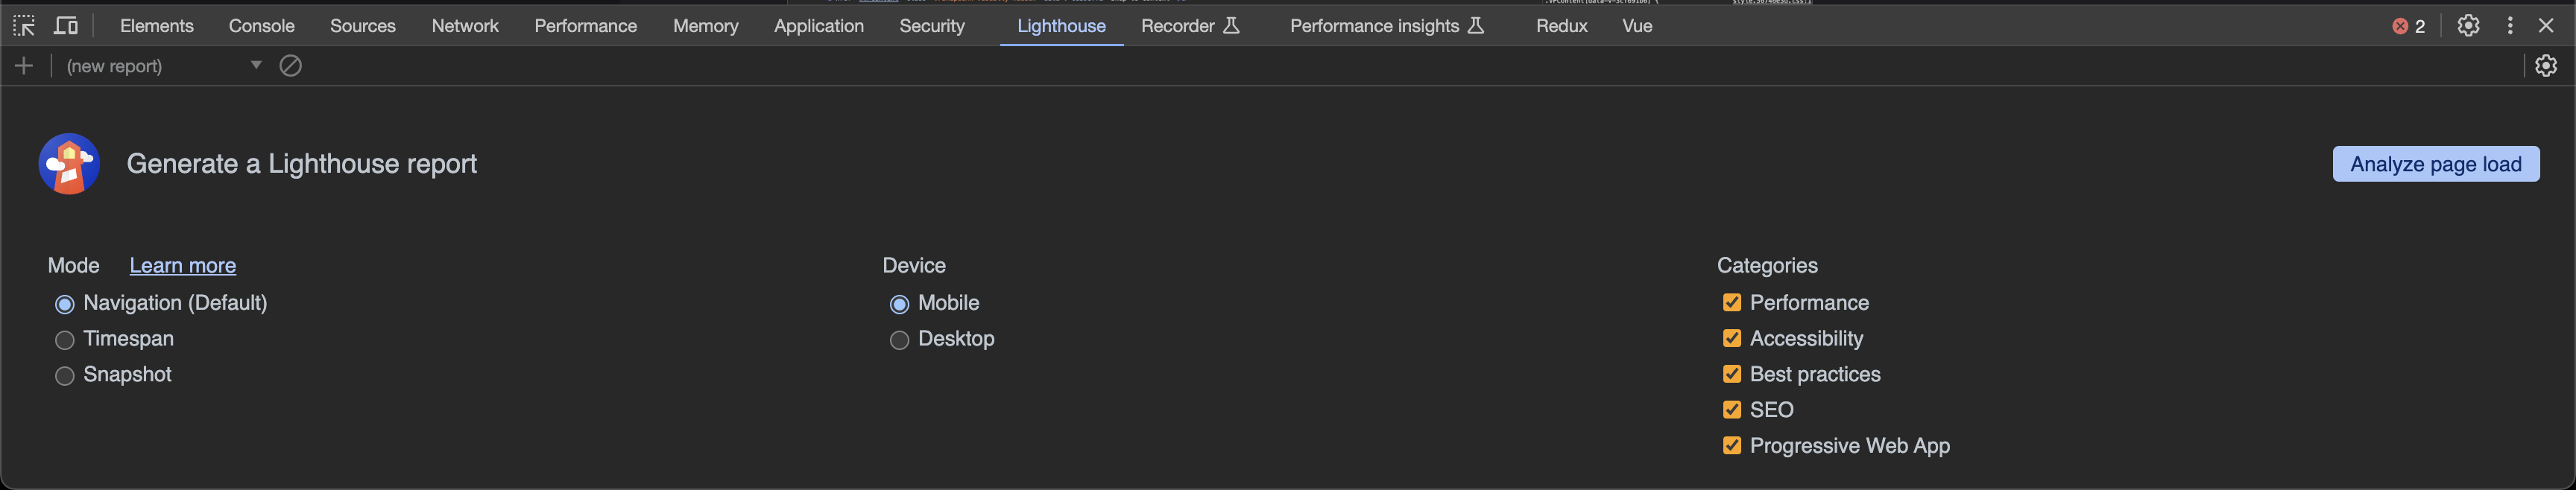 Elements Console Sources Network Performance Memory Application Security Lighthouse Recorder Performance insights Redux Vue 2
(new report)
Generate a Lighthouse report
Analyze page load
Mode Learn more
Navigation (Default)
Timespan
Snapshot
Device
Mobile
Desktop
Categories
Performance
Accessibility
Best practices
SEO
Progressive Web App